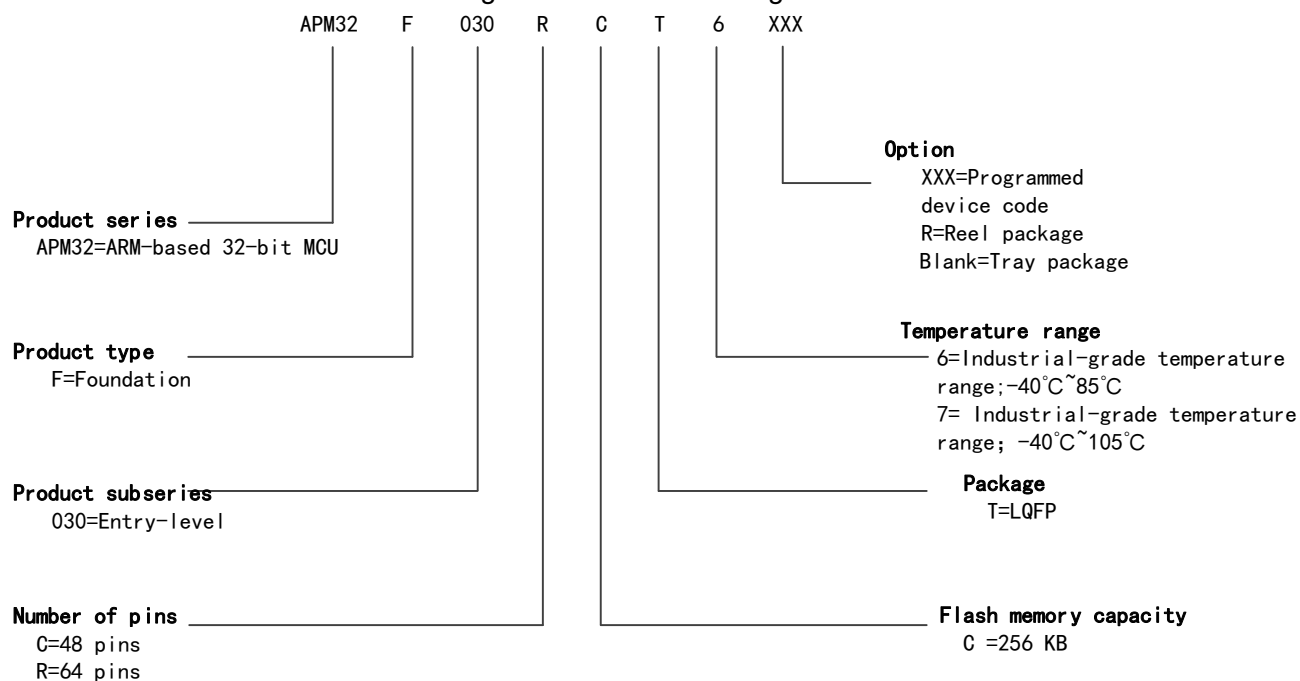 APM32 F 030 R C T 6 XXX
Option
XXX=Programmed
device code
R=Reel package
Blank=Tray package
Product series
APM32=ARM-based 32-bit MCU
Temperature range
6=Industrial-grade temperature
range;-40℃~85℃
7= Industrial-grade temperature
range; -40℃~105℃
Product type
F=Foundation
Package
T=LQFP
Product subseries
030=Entry-level
Number of pins
C=48 pins
R=64 pins
Flash memory capacity
C =256 KB